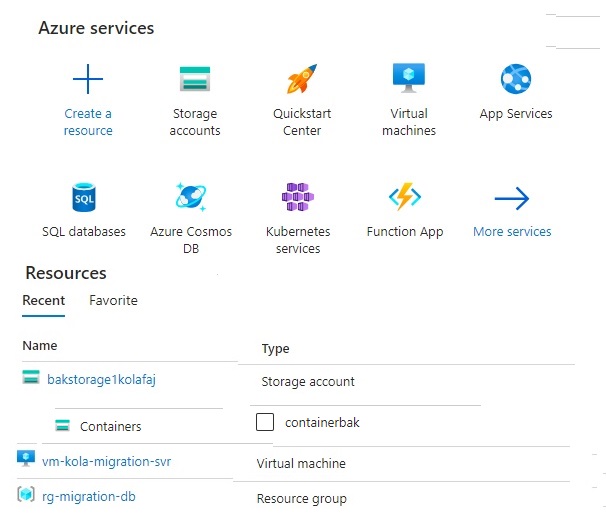 Azure services
Create a
resource
Storage
accounts
Quickstart
Center
Virtual
machines
App Services
SQL
SQL databases
Azure Cosmos
DB
Kubernetes
services
Function App
More services
Resources
Recent Favorite
Name Type
bakstorage1kolafaj Storage account
Containers containerbak
vm-kola-migration-svr Virtual machine
rg-migration-db Resource group